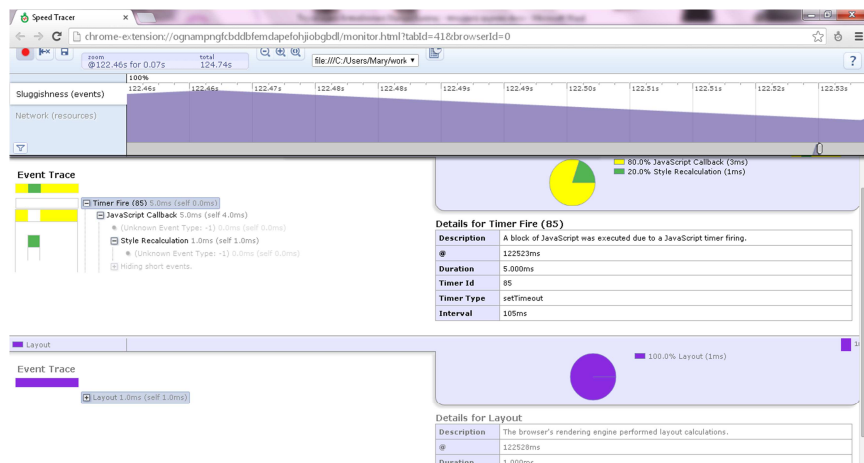 Speed Tracer
chrome-extension://ognampngfcbddbfemdapefohjiobgbdl/monitor.html?tabId=41&browserId=0
zoom total
@122.46s for 0.07s 124.74s
file:///C:/Users/Mary/work
?
100%
Sluggishness (events)
122.46s 122.46s 122.47s 122.48s 122.48s 122.49s 122.49s 122.50s 122.51s 122.51s 122.52s 122.53s
Network (resources)
80.0% JavaScript Callback (3ms)
20.0% Style Recalculation (1ms)
Event Trace
Timer Fire (85) 5.0ms (self 0.0ms)
JavaScript Callback 5.0ms (self 4.0ms)
(Unknown Event Type: -1) 0.0ms (self 0.0ms)
Style Recalculation 1.0ms (self 1.0ms)
(Unknown Event Type: -1) 0.0ms (self 0.0ms)
Hiding short events.
Details for Timer Fire (85)
Description A block of JavaScript was executed due to a JavaScript timer firing.
@ 122523ms
Duration 5.000ms
Timer Id 85
Timer Type setTimeout
Interval 105ms
Layout
100.0% Layout (1ms)
Event Trace
Layout 1.0ms (self 1.0ms)
Details for Layout
Description The browser's rendering engine performed layout calculations.
@ 122528ms
Duration 1.000ms